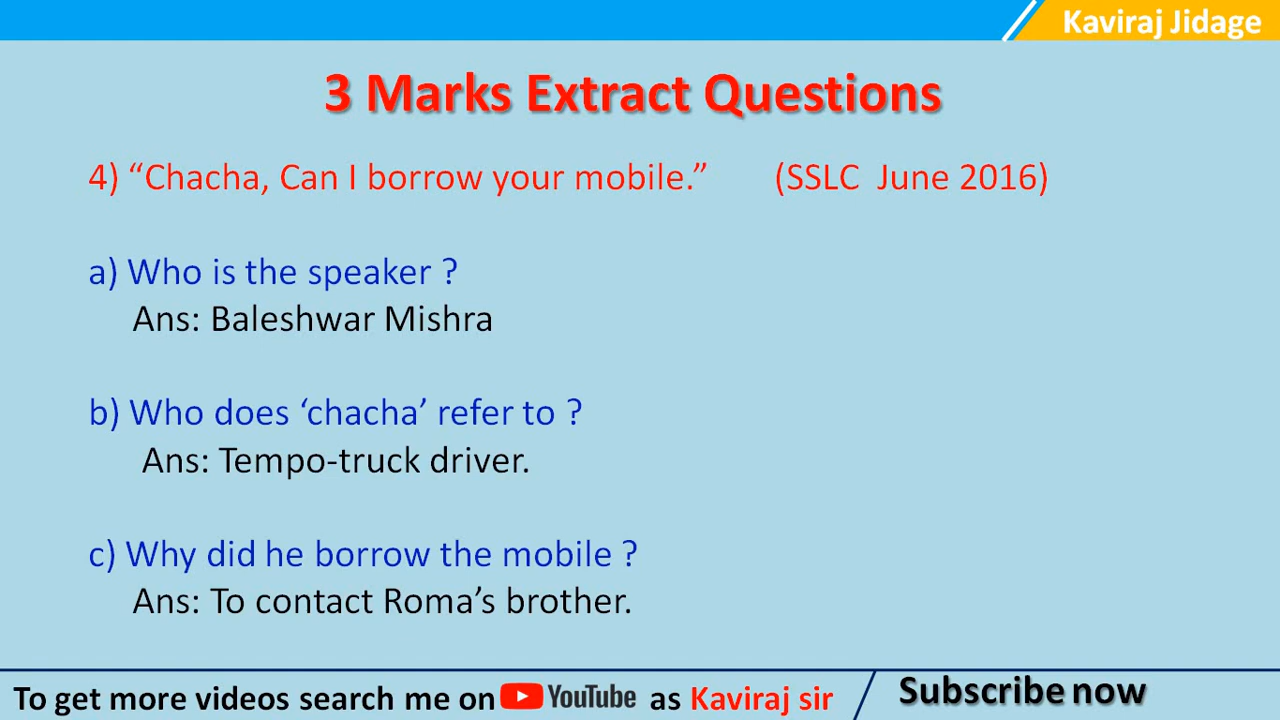 Kaviraj Jidage
3 Marks Extract Questions
4) “Chacha, Can I borrow your mobile.” (SSLC June 2016)
a) Who is the speaker ?
Ans: Baleshwar Mishra
b) Who does ‘chacha’ refer to ?
Ans: Tempo-truck driver.
c) Why did he borrow the mobile ?
Ans: To contact Roma’s brother.
To get more videos search me on YouTube as Kaviraj sir
Subscribe now